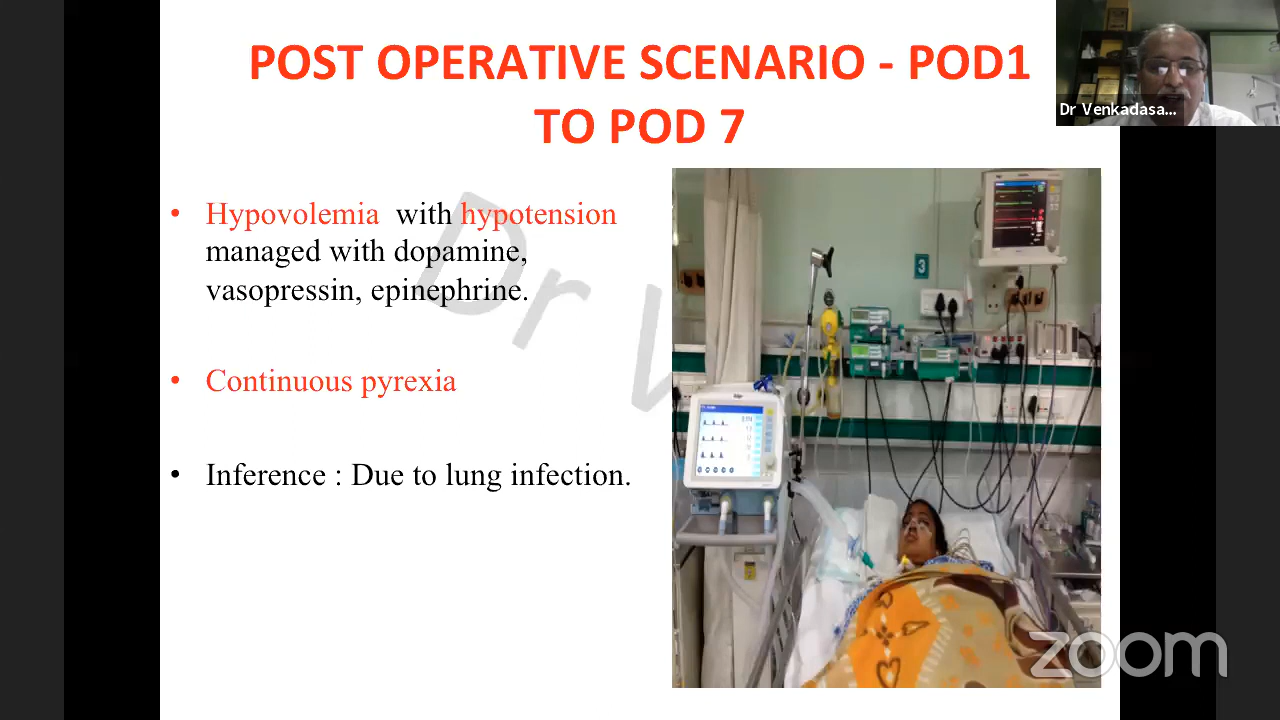 POST OPERATIVE SCENARIO - POD1
TO POD 7
Dr Venkadasa...
• Hypovolemia with hypotension
managed with dopamine,
vasopressin, epinephrine.
• Continuous pyrexia
• Inference : Due to lung infection.
Dr V
3
zoom